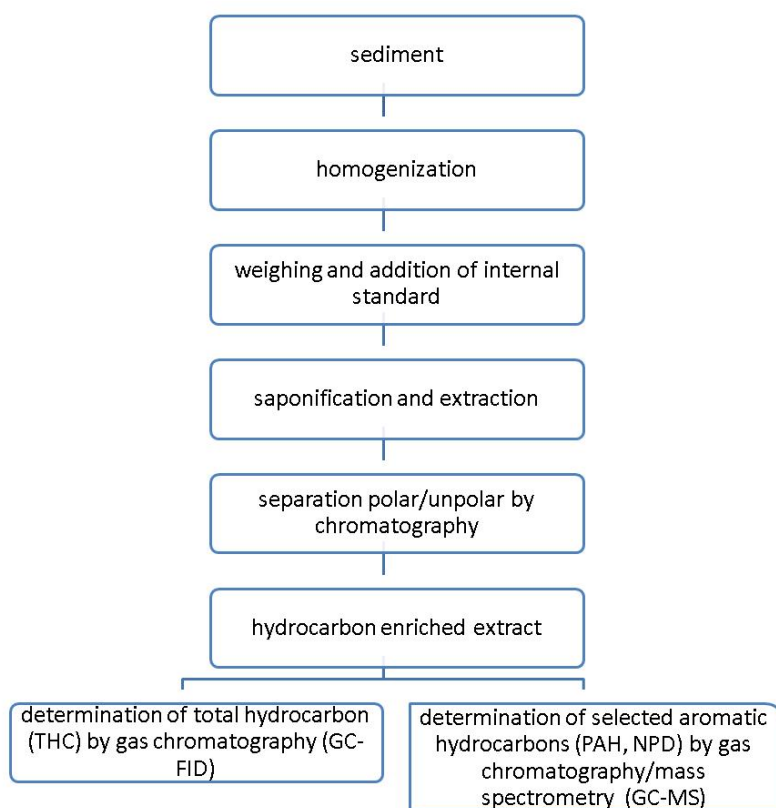 sediment
homogenization
weighing and addition of internal
standard
saponification and extraction
separation polar/unpolar by
chromatography
hydrocarbon enriched extract
determination of total hydrocarbon
(THC) by gas chromatography (GC-
FID)
determination of selected aromatic
hydrocarbons (PAH, NPD) by gas
chromatography/mass
spectrometry (GC-MS)